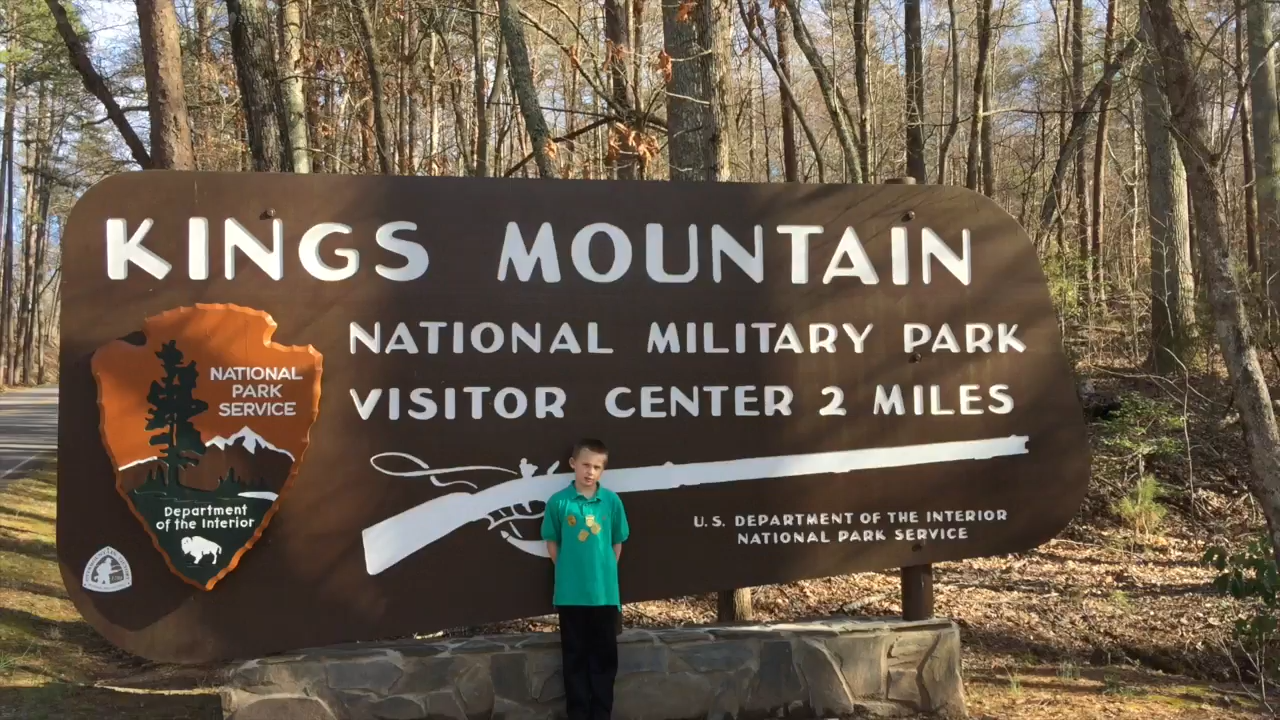 KINGS MOUNTAIN
NATIONAL MILITARY PARK
VISITOR CENTER 2 MILES
NATIONAL
PARK
SERVICE
Department
of the Interior
U.S. DEPARTMENT OF THE INTERIOR
NATIONAL PARK SERVICE